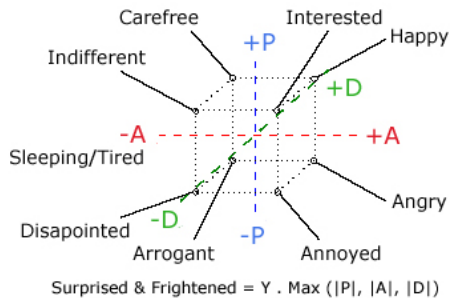 Carefree
Interested
+P
Happy
Indifferent
+D
-A
+A
Sleeping/Tired
Angry
-D
Disapointed
-P
Arrogant
Annoyed
Surprised & Frightened = Y . Max (|P|, |A|, |D|)